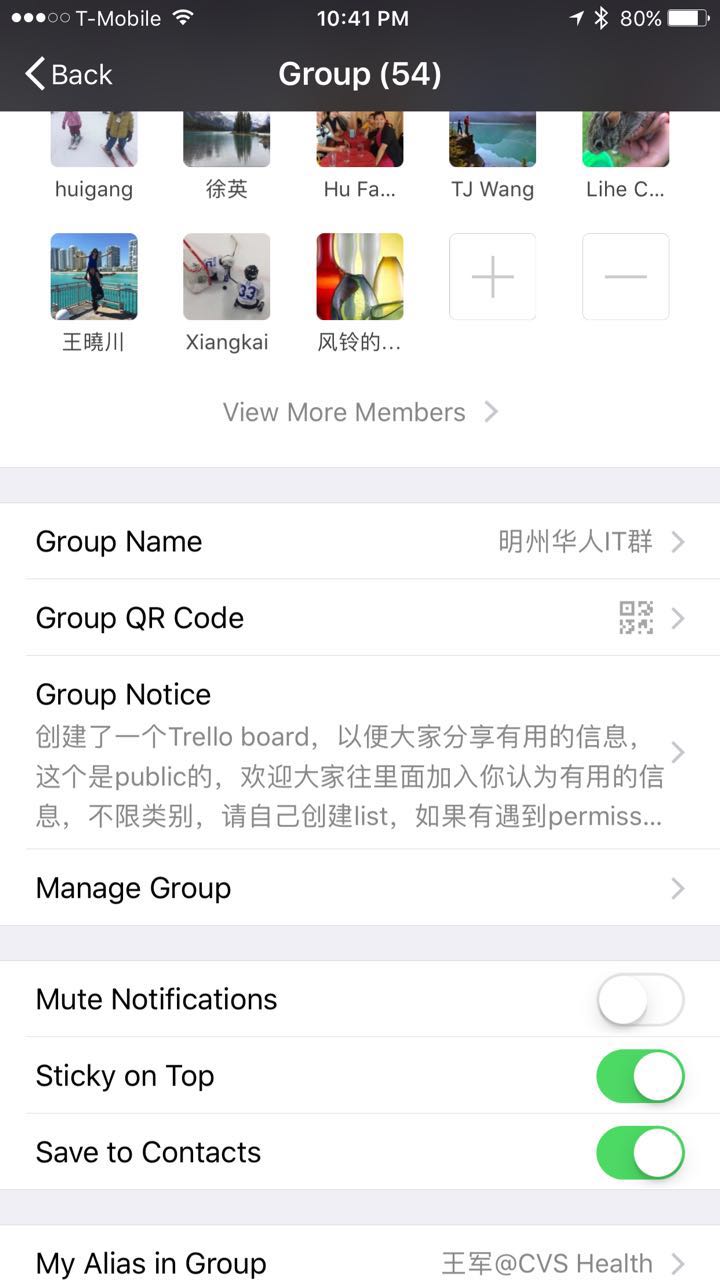 T-Mobile 10:41 PM 80%
Back Group (54)
huigang 徐英 Hu Fa... TJ Wang Lihe C...
王曉川 Xiangkai 风铃的...
View More Members
Group Name 明州华人IT群
Group QR Code
Group Notice
创建了一个Trello board，以便大家分享有用的信息，
这个是public的，欢迎大家往里面加入你认为有用的信
息，不限类别，请自己创建list，如果有遇到permiss...
Manage Group
Mute Notifications
Sticky on Top
Save to Contacts
My Alias in Group 王军@CVS Health